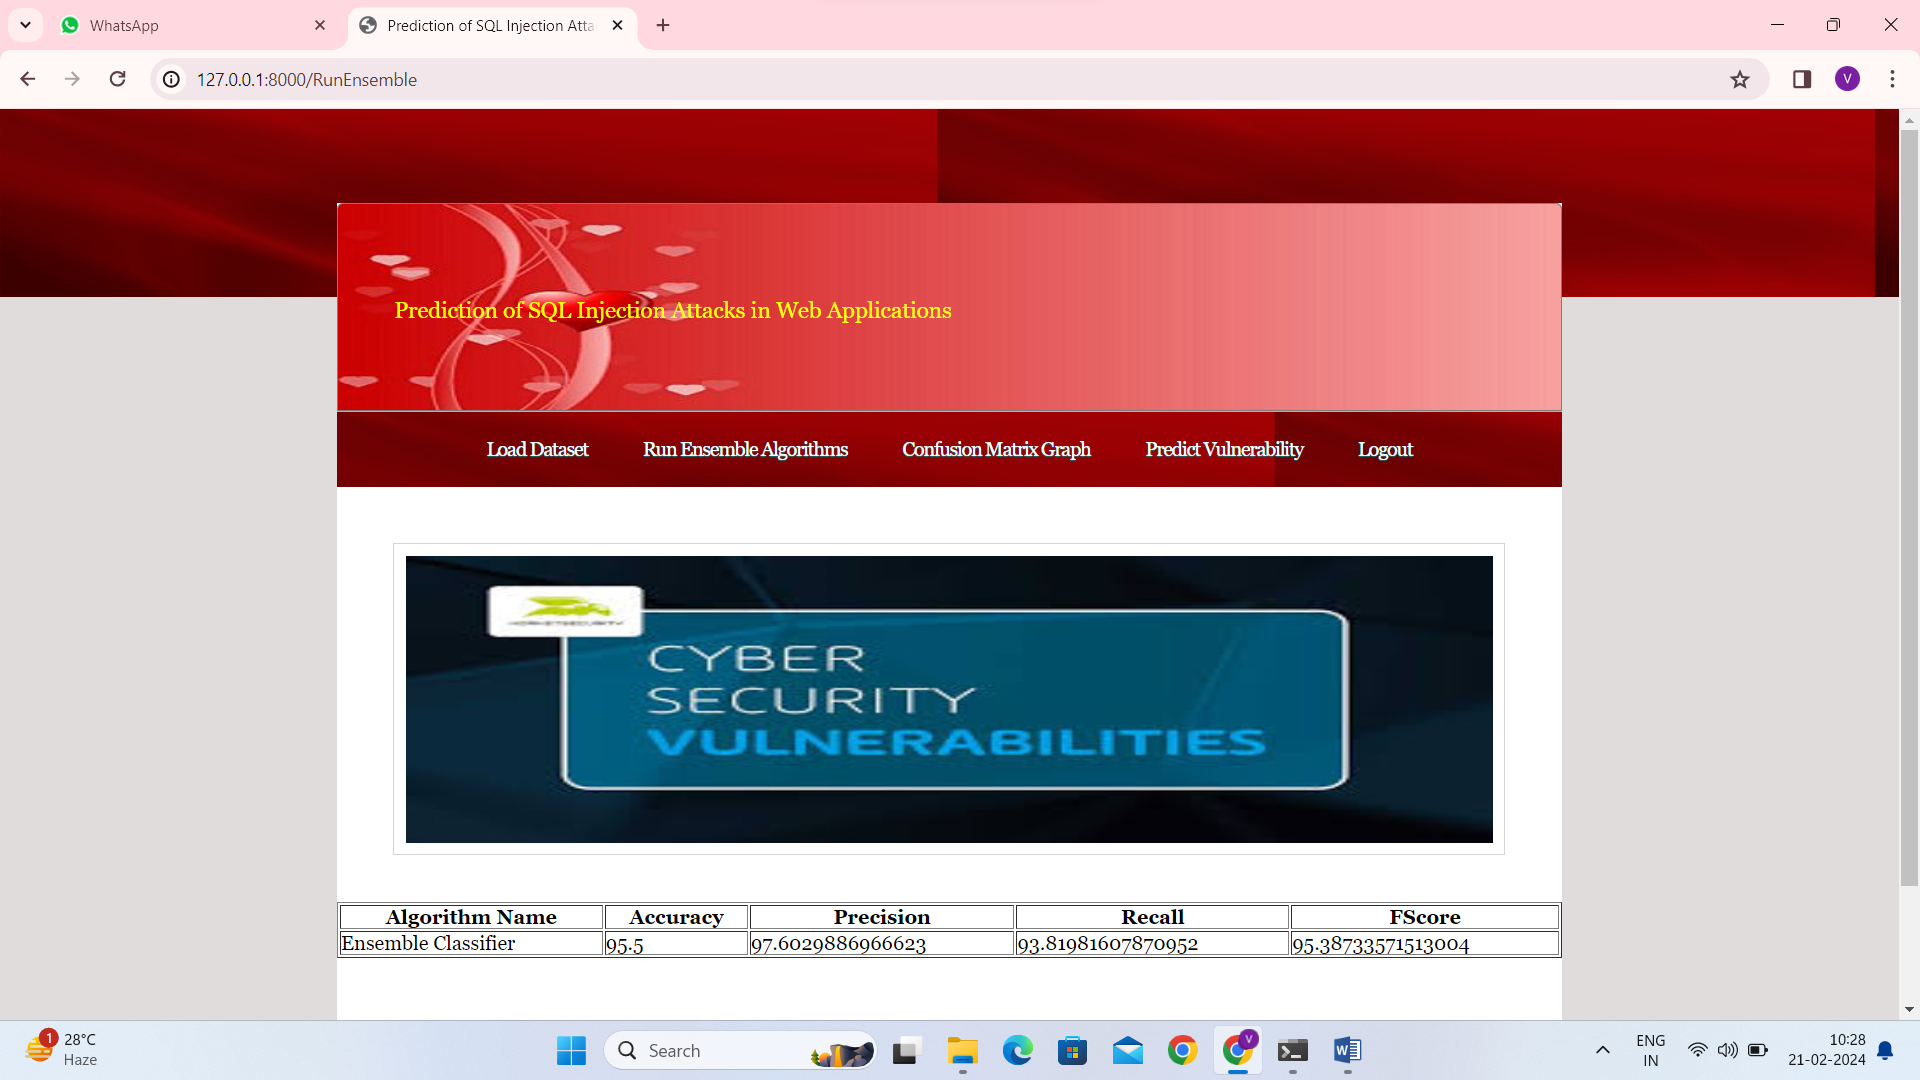 WhatsApp
Prediction of SQL Injection Atta
127.0.0.1:8000/RunEnsemble
V
Prediction of SQL Injection Attacks in Web Applications
Load Dataset Run Ensemble Algorithms Confusion Matrix Graph Predict Vulnerability Logout
CYBER
SECURITY
VULNERABILITIES
Algorithm Name Accuracy Precision Recall FScore
Ensemble Classifier 95.5 97.6029886966623 93.81981607870952 95.38733571513004
1
28°C
Haze
Search
V
ENG
IN
10:28
21-02-2024